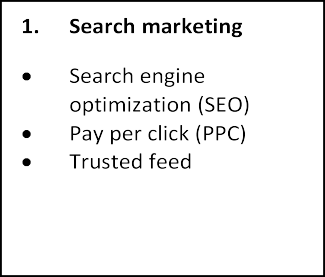 1. Search marketing
• Search engine
optimization (SEO)
• Pay per click (PPC)
• Trusted feed